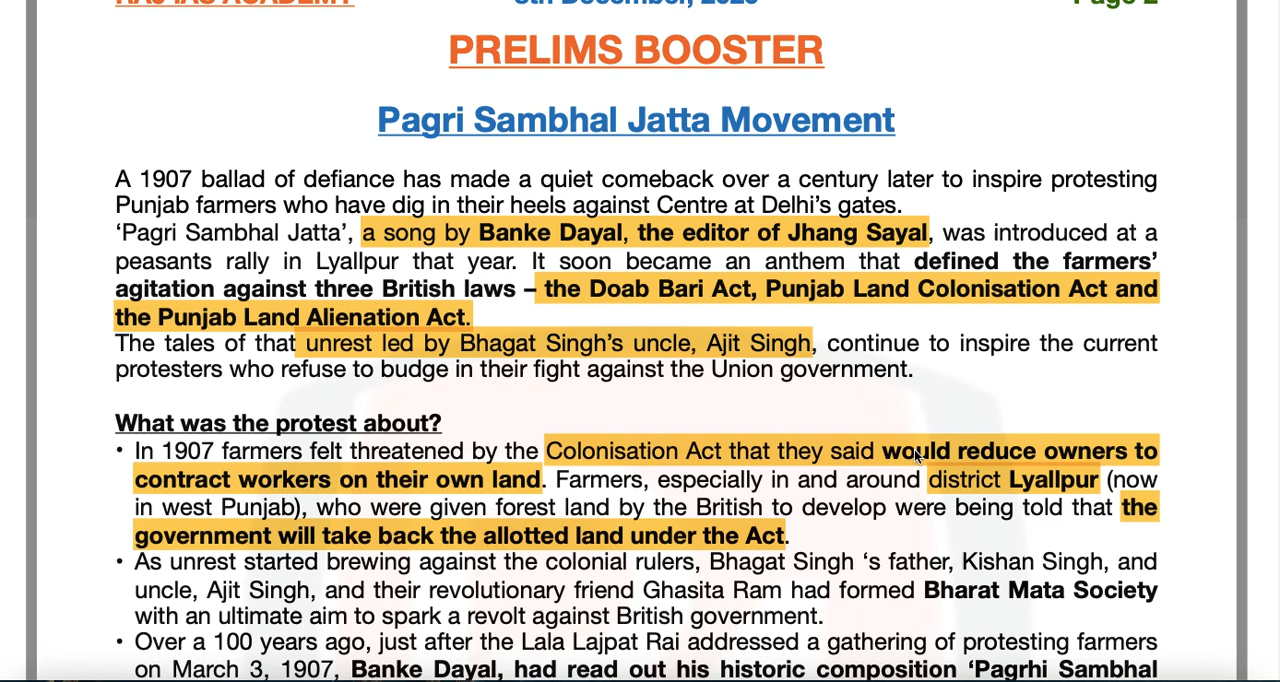 RAJ IAS ACADEMY 8th December, 2020 Page 2
PRELIMS BOOSTER
Pagri Sambhal Jatta Movement
A 1907 ballad of defiance has made a quiet comeback over a century later to inspire protesting
Punjab farmers who have dig in their heels against Centre at Delhi’s gates.
‘Pagri Sambhal Jatta’, a song by Banke Dayal, the editor of Jhang Sayal, was introduced at a
peasants rally in Lyallpur that year. It soon became an anthem that defined the farmers’
agitation against three British laws – the Doab Bari Act, Punjab Land Colonisation Act and
the Punjab Land Alienation Act.
The tales of that unrest led by Bhagat Singh’s uncle, Ajit Singh, continue to inspire the current
protesters who refuse to budge in their fight against the Union government.
What was the protest about?
• In 1907 farmers felt threatened by the Colonisation Act that they said would reduce owners to
contract workers on their own land. Farmers, especially in and around district Lyallpur (now
in west Punjab), who were given forest land by the British to develop were being told that the
government will take back the allotted land under the Act.
• As unrest started brewing against the colonial rulers, Bhagat Singh ‘s father, Kishan Singh, and
uncle, Ajit Singh, and their revolutionary friend Ghasita Ram had formed Bharat Mata Society
with an ultimate aim to spark a revolt against British government.
• Over a 100 years ago, just after the Lala Lajpat Rai addressed a gathering of protesting farmers
on March 3, 1907, Banke Dayal, had read out his historic composition ‘Pagrhi Sambhal